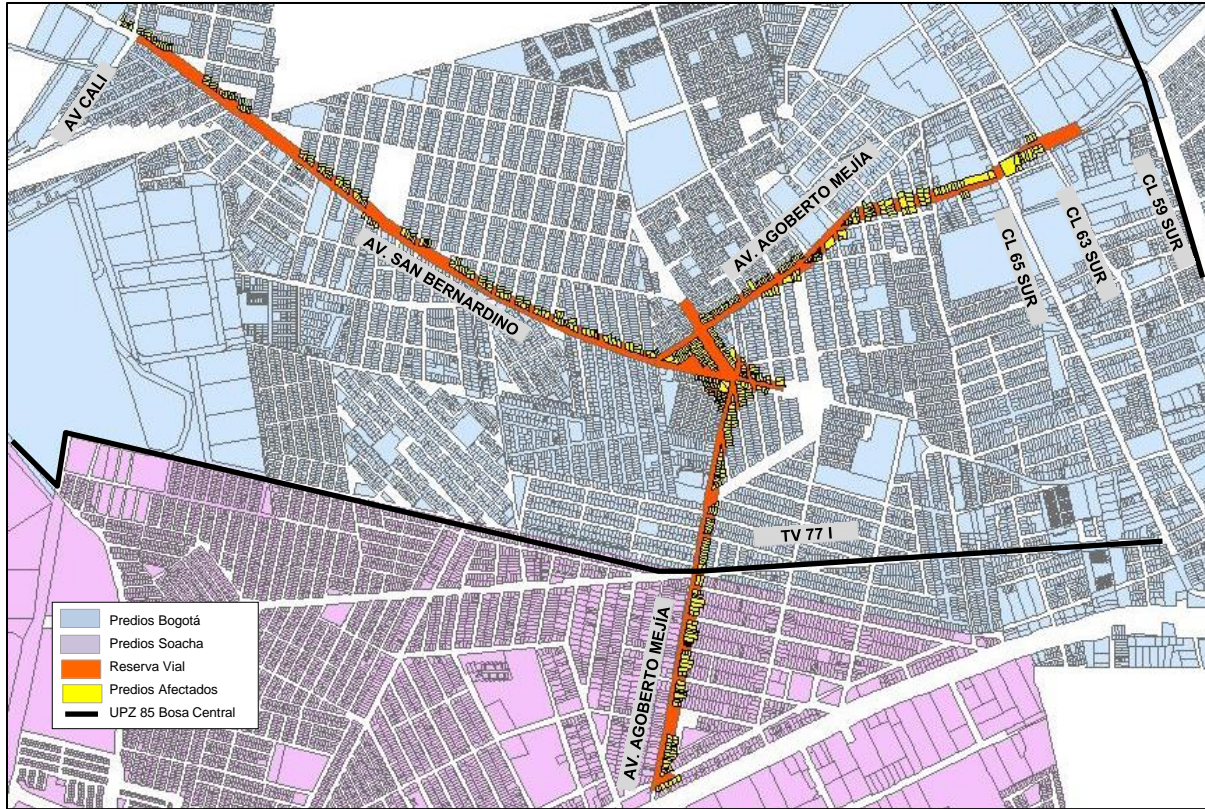 AV CALI
AV. SAN BERNARDINO
AV. AGOBERTO MEJÍA
CL 65 SUR
CL 63 SUR
CL 59 SUR
TV 77 I
AV. AGOBERTO MEJÍA
Predios Bogotá
Predios Soacha
Reserva Vial
Predios Afectados
UPZ 85 Bosa Central